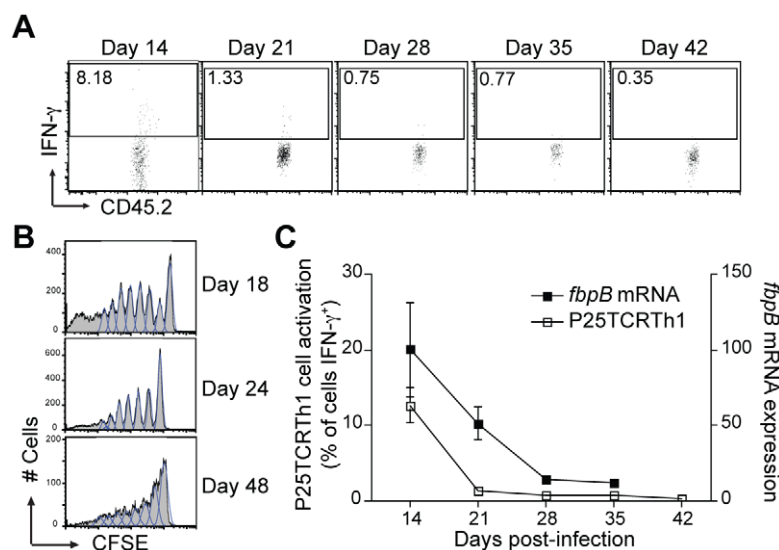 A
Day 14 Day 21 Day 28 Day 35 Day 42
8.18 1.33 0.75 0.77 0.35
IFN-γ
CD45.2
B
400
200
0
Day 18
600
400
200
0
Day 24
200
100
0
Day 48
# Cells
CFSE
C
P25TCRTh1 cell activation
(% of cells IFN-γ⁺)
30
20
10
0
fbpB mRNA
P25TCRTh1
150
100
50
0
fbpB mRNA expression
14 21 28 35 42
Days post-infection